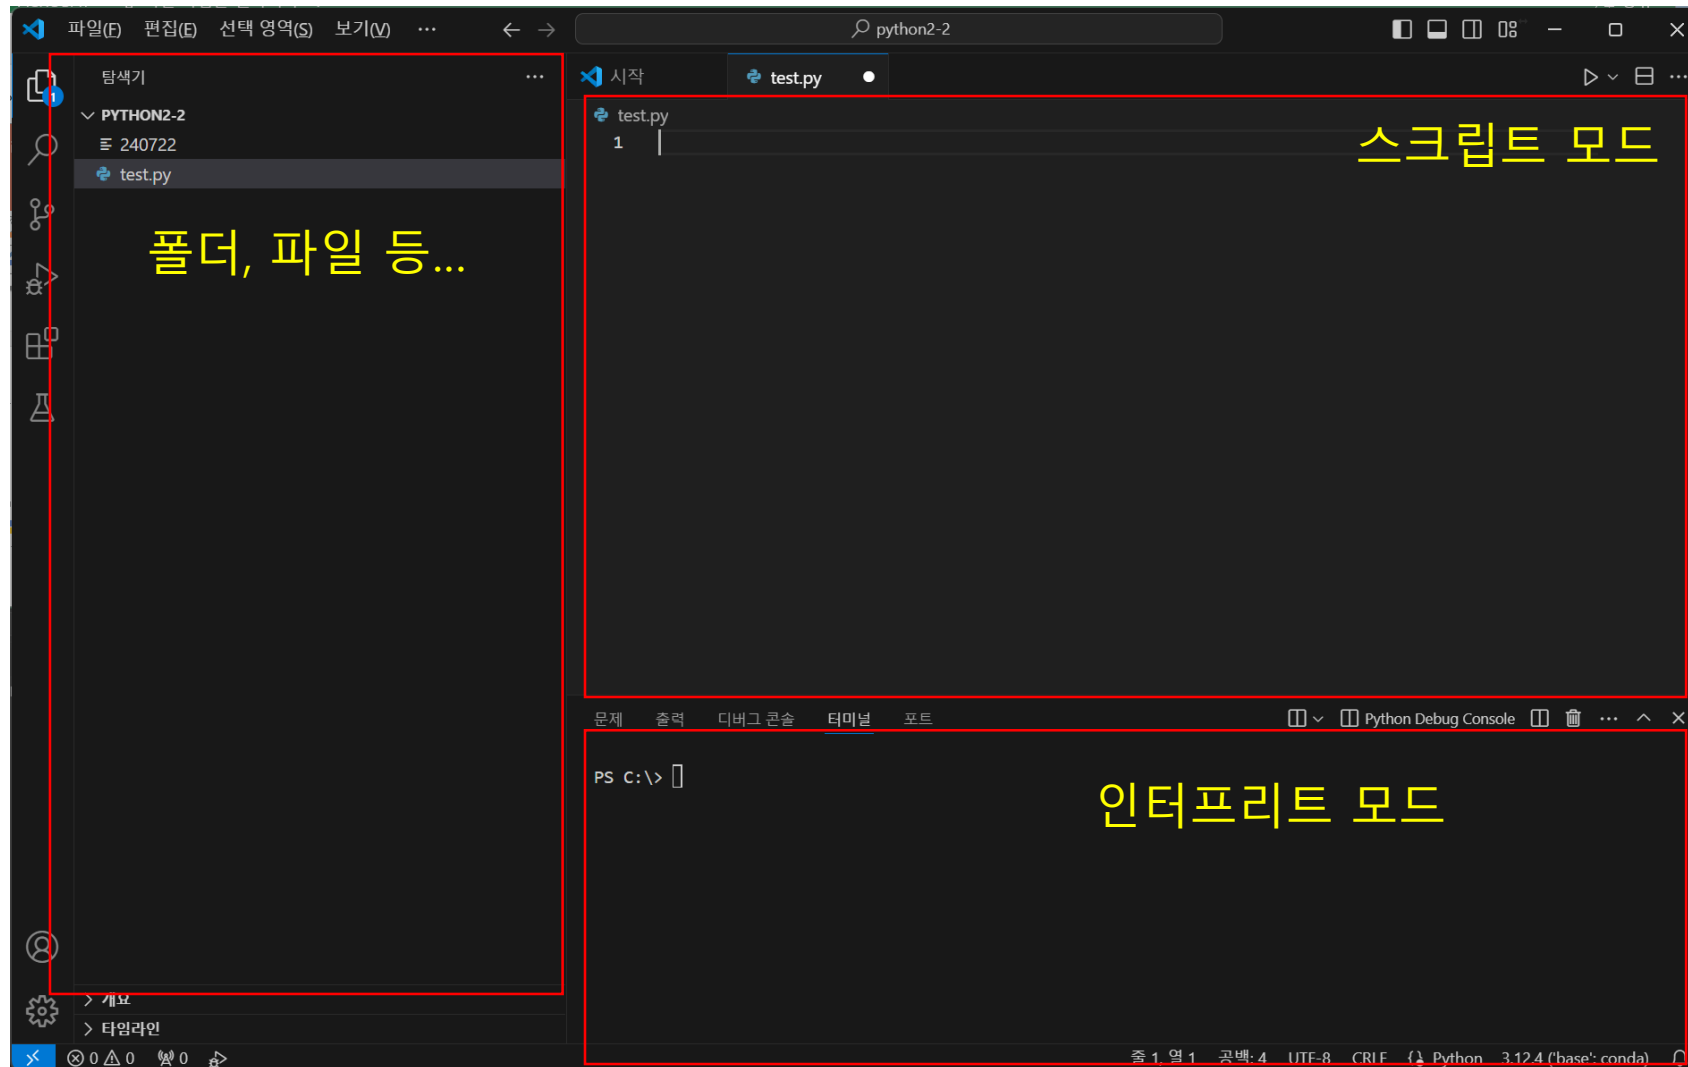 파일(F) 편집(E) 선택 영역(S) 보기(V) ... python2-2
탐색기
시작
test.py
PYTHON2-2
240722
test.py
폴더, 파일 등...
test.py
1
스크립트 모드
문제 출력 디버그 콘솔 터미널 포트
Python Debug Console
PS C:\>
인터프리트 모드
1
개요
타임라인
0 0 0
줄 1, 열 1 공백: 4 UTF-8 CRLF Python 3.12.4 ('base': conda)